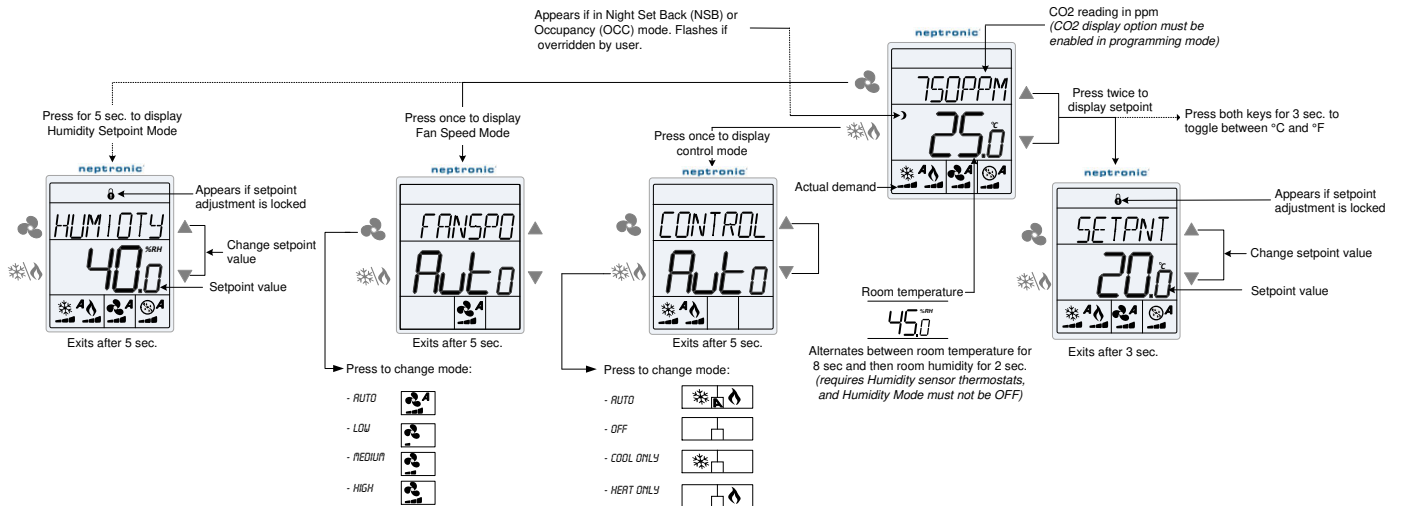 Appears if in Night Set Back (NSB) or
Occupancy (OCC) mode. Flashes if
overridden by user.
CO2 reading in ppm
(CO2 display option must be
enabled in programming mode)
neptronic
750PPM
25.0 °C
A
A
A
Actual demand
Press twice to
display setpoint
Press both keys for 3 sec. to
toggle between °C and °F
Press for 5 sec. to display
Humidity Setpoint Mode
neptronic
Appears if setpoint
adjustment is locked
HUMIDTY
40.0 %RH
A
A
A
Change setpoint
value
Setpoint value
Exits after 5 sec.
Press once to display
Fan Speed Mode
neptronic
FANSPD
Auto
A
Exits after 5 sec.
Press to change mode:
- AUTO
A
- LOW
- MEDIUM
- HIGH
Press once to display
control mode
neptronic
CONTROL
Auto
A
Exits after 5 sec.
Press to change mode:
- AUTO
A
- OFF
- COOL ONLY
- HEAT ONLY
Room temperature
45.0 %RH
Alternates between room temperature for
8 sec and then room humidity for 2 sec.
(requires Humidity sensor thermostats,
and Humidity Mode must not be OFF)
neptronic
Appears if setpoint
adjustment is locked
SETPNT
20.0 °C
A
A
A
Change setpoint value
Setpoint value
Exits after 3 sec.